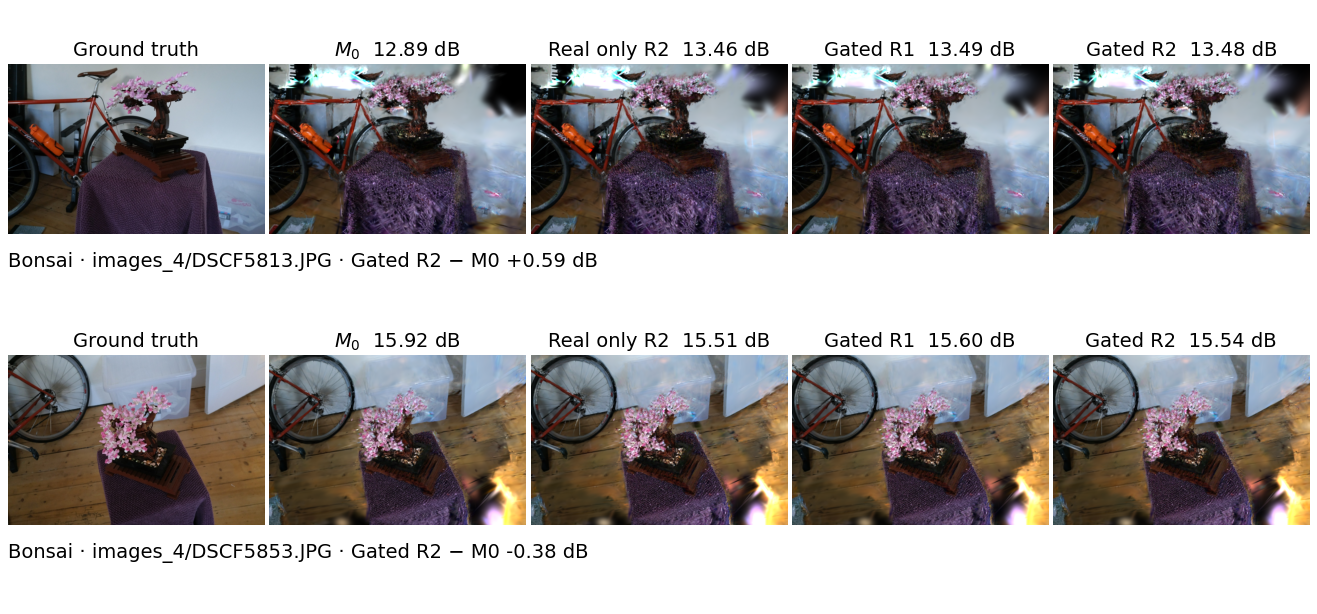 Ground truth
M₀ 12.89 dB
Real only R2 13.46 dB
Gated R1 13.49 dB
Gated R2 13.48 dB
Bonsai · images_4/DSCF5813.JPG · Gated R2 − M0 +0.59 dB
Ground truth
M₀ 15.92 dB
Real only R2 15.51 dB
Gated R1 15.60 dB
Gated R2 15.54 dB
Bonsai · images_4/DSCF5853.JPG · Gated R2 − M0 -0.38 dB